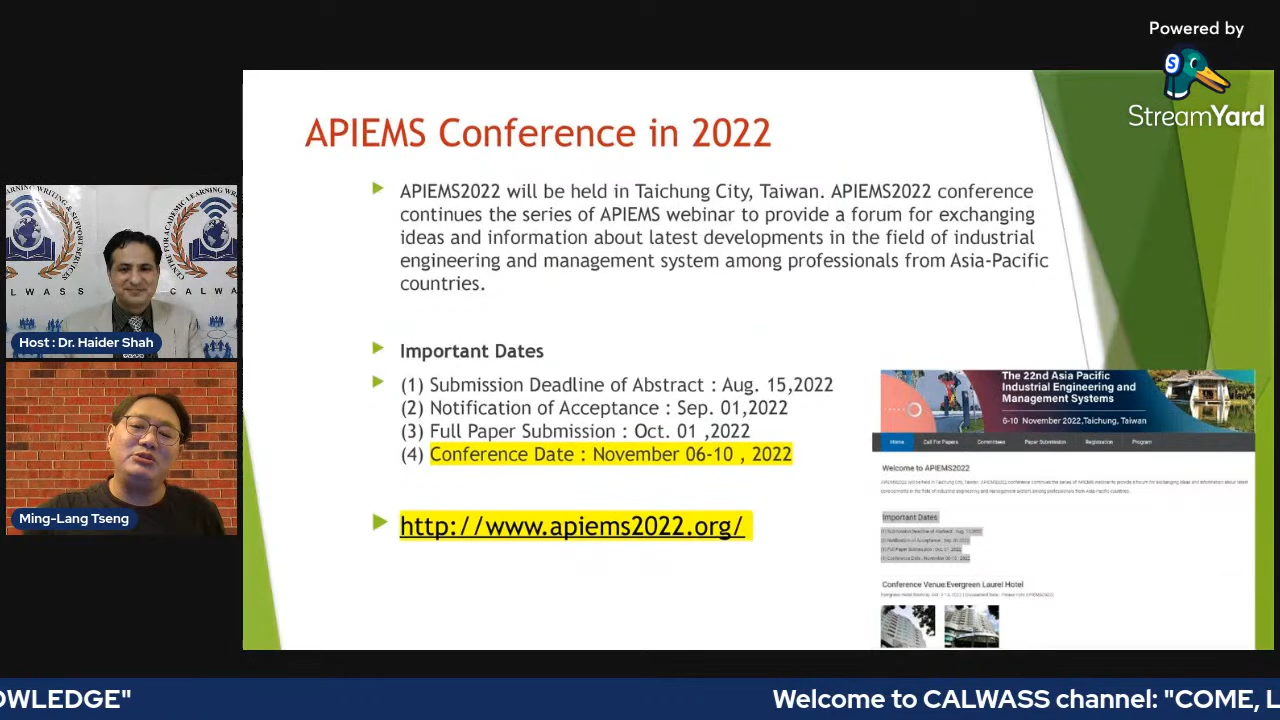 Powered by
StreamYard
APIEMS Conference in 2022
APIEMS2022 will be held in Taichung City, Taiwan. APIEMS2022 conference
continues the series of APIEMS webinar to provide a forum for exchanging
ideas and information about latest developments in the field of industrial
engineering and management system among professionals from Asia-Pacific
countries.
Important Dates
(1) Submission Deadline of Abstract : Aug. 15,2022
(2) Notification of Acceptance : Sep. 01,2022
(3) Full Paper Submission : Oct. 01 ,2022
(4) Conference Date : November 06-10 , 2022
http://www.apiems2022.org/
The 22nd Asia Pacific
Industrial Engineering and
Management Systems
6-10 November 2022,Taichung, Taiwan
Home Call For Papers Committees Paper Submission Registration Program
Welcome to APIEMS2022
Important Dates
Conference Venue:Evergreen Laurel Hotel
Host : Dr. Haider Shah
Ming-Lang Tseng
OWLEDGE" Welcome to CALWASS channel: "COME, L